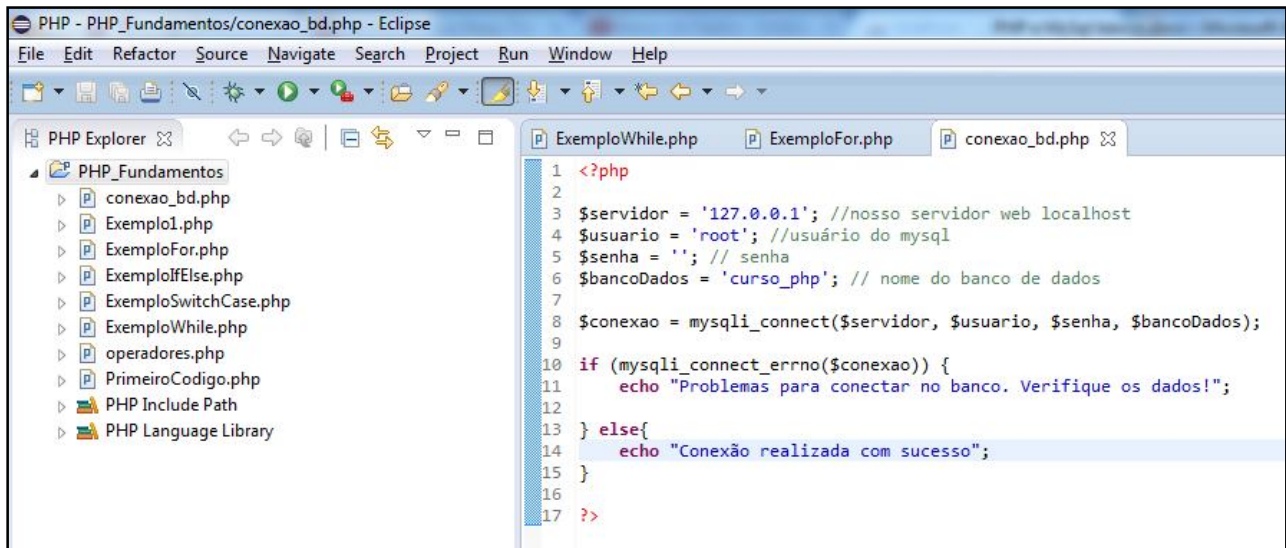 PHP - PHP_Fundamentos/conexao_bd.php - Eclipse
File Edit Refactor Source Navigate Search Project Run Window Help
PHP Explorer
PHP_Fundamentos
conexao_bd.php
Exemplo1.php
ExemploFor.php
ExemploIfElse.php
ExemploSwitchCase.php
ExemploWhile.php
operadores.php
PrimeiroCodigo.php
PHP Include Path
PHP Language Library
ExemploWhile.php ExemploFor.php conexao_bd.php
1 <?php
2
3 $servidor = '127.0.0.1'; //nosso servidor web localhost
4 $usuario = 'root'; //usuário do mysql
5 $senha = ''; // senha
6 $bancoDados = 'curso_php'; // nome do banco de dados
7
8 $conexao = mysqli_connect($servidor, $usuario, $senha, $bancoDados);
9
10 if (mysqli_connect_errno($conexao)) {
11 echo "Problemas para conectar no banco. Verifique os dados!";
12
13 } else{
14 echo "Conexão realizada com sucesso";
15 }
16
17 ?>